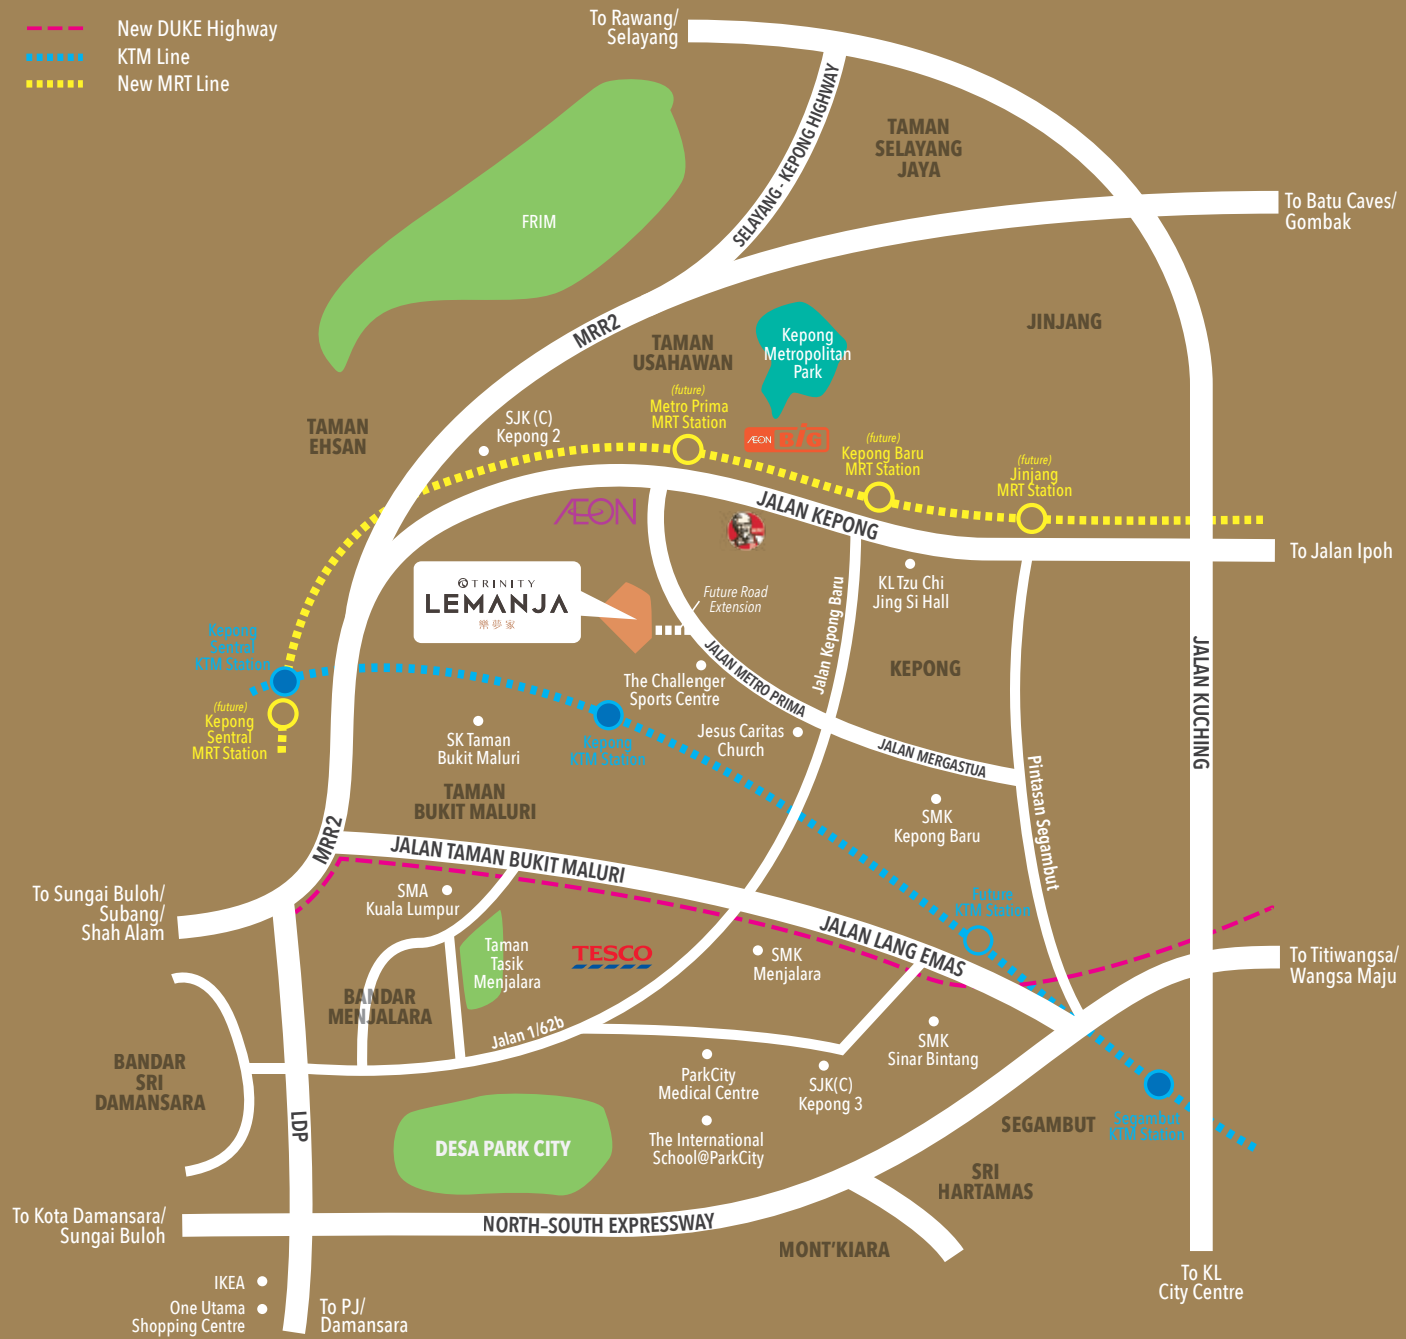 New DUKE Highway
KTM Line
New MRT Line
To Rawang/
Selayang
SELAYANG - KEPONG HIGHWAY
TAMAN
SELAYANG
JAYA
To Batu Caves/
Gombak
FRIM
MRR2
JINJANG
TAMAN
USAHAWAN
Kepong
Metropolitan
Park
(future)
Metro Prima
MRT Station
SJK (C)
Kepong 2
TAMAN
EHSAN
ÆON BiG
(future)
Kepong Baru
MRT Station
(future)
Jinjang
MRT Station
ÆON
JALAN KEPONG
To Jalan Ipoh
TRINITY
LEMANJA
樂夢家
Future Road
Extension
Jalan Kepong Baru
KL Tzu Chi
Jing Si Hall
Kepong
Sentral
KTM Station
(future)
Kepong
Sentral
MRT Station
JALAN METRO PRIMA
KEPONG
JALAN KUCHING
The Challenger
Sports Centre
SK Taman
Bukit Maluri
Kepong
KTM Station
Jesus Caritas
Church
JALAN MERGASTUA
Pintasan Segambut
TAMAN
BUKIT MALURI
SMK
Kepong Baru
MRR2
JALAN TAMAN BUKIT MALURI
To Sungai Buloh/
Subang/
Shah Alam
SMA
Kuala Lumpur
Future
KTM Station
Taman
Tasik
Menjalara
TESCO
SMK
Menjalara
JALAN LANG EMAS
To Titiwangsa/
Wangsa Maju
BANDAR
MENJALARA
Jalan 1/62b
SMK
Sinar Bintang
BANDAR
SRI
DAMANSARA
ParkCity
Medical Centre
SJK(C)
Kepong 3
LDP
DESA PARK CITY
The International
School@ParkCity
SEGAMBUT
Segambut
KTM Station
SRI
HARTAMAS
To Kota Damansara/
Sungai Buloh
NORTH-SOUTH EXPRESSWAY
MONT'KIARA
IKEA
One Utama
Shopping Centre
To PJ/
Damansara
To KL
City Centre